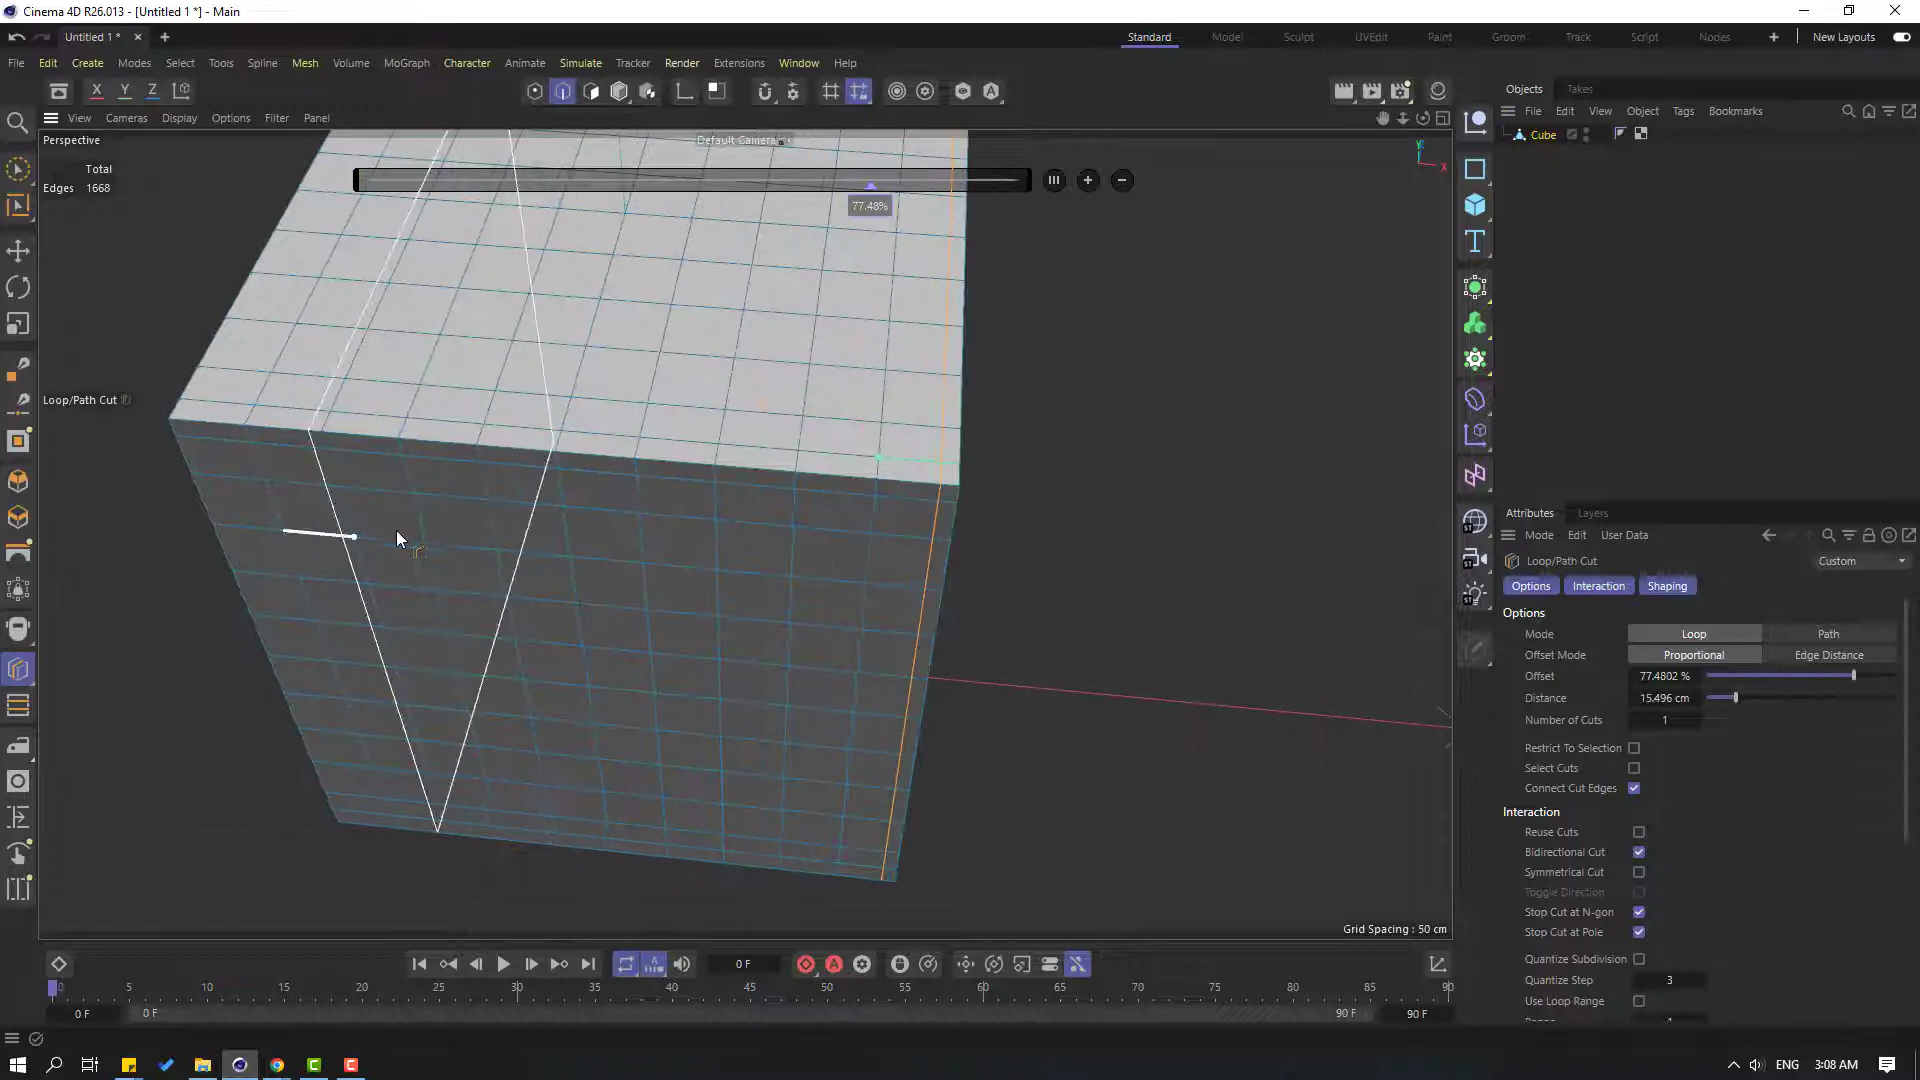 Cinema 4D R26.013 - [Untitled 1 *] - Main
Untitled 1 *
Standard Model Sculpt UVEdit Paint Groom Track Script Nodes New Layouts
File Edit Create Modes Select Tools Spline Mesh Volume MoGraph Character Animate Simulate Tracker Render Extensions Window Help
X Y Z
Objects Takes
File Edit View Object Tags Bookmarks
View Cameras Display Options Filter Panel
Cube
Perspective
Default Camera
Y
X
Total
Edges 1668
77.48%
Loop/Path Cut
Attributes Layers
Mode Edit User Data
Loop/Path Cut Custom
Options Interaction Shaping
Options
Mode Loop Path
Offset Mode Proportional Edge Distance
Offset 77.4802 %
Distance 15.496 cm
Number of Cuts 1
Restrict To Selection
Select Cuts
Connect Cut Edges
Interaction
Reuse Cuts
Bidirectional Cut
Symmetrical Cut
Toggle Direction
Stop Cut at N-gon
Stop Cut at Pole
Quantize Subdivision
Quantize Step 3
Use Loop Range
Grid Spacing : 50 cm
0 F
0 5 10 15 20 25 30 35 40 45 50 55 60 65 70 75 80 85 90
0 F 0 F 90 F 90 F
ENG 3:08 AM